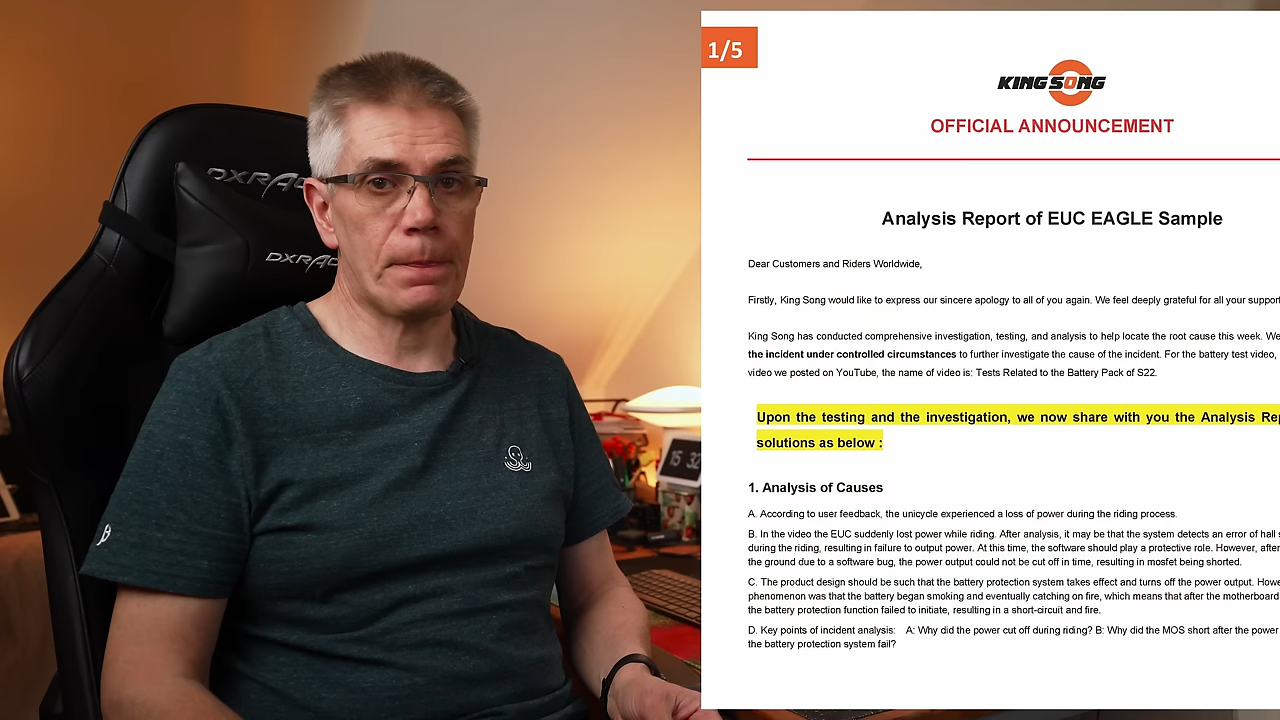 1/5
KING SONG
OFFICIAL ANNOUNCEMENT
Analysis Report of EUC EAGLE Sample
Dear Customers and Riders Worldwide,
Firstly, King Song would like to express our sincere apology to all of you again. We feel deeply grateful for all your support
King Song has conducted comprehensive investigation, testing, and analysis to help locate the root cause this week. We
the incident under controlled circumstances to further investigate the cause of the incident. For the battery test video,
video we posted on YouTube, the name of video is: Tests Related to the Battery Pack of S22.
Upon the testing and the investigation, we now share with you the Analysis
solutions as below :
1. Analysis of Causes
A. According to user feedback, the unicycle experienced a loss of power during the riding process.
B. In the video the EUC suddenly lost power while riding. After analysis, it may be that the system detects an error of hall
during the riding, resulting in failure to output power. At this time, the software should play a protective role. However, after
the ground due to a software bug, the power output could not be cut off in time, resulting in mosfet being shorted.
C. The product design should be such that the battery protection system takes effect and turns off the power output.
phenomenon was that the battery began smoking and eventually catching on fire, which means that after the motherboard
the battery protection function failed to initiate, resulting in a short-circuit and fire.
D. Key points of incident analysis: A: Why did the power cut off during riding? B: Why did the MOS short after the power
the battery protection system fail?
DXRACER
15 32